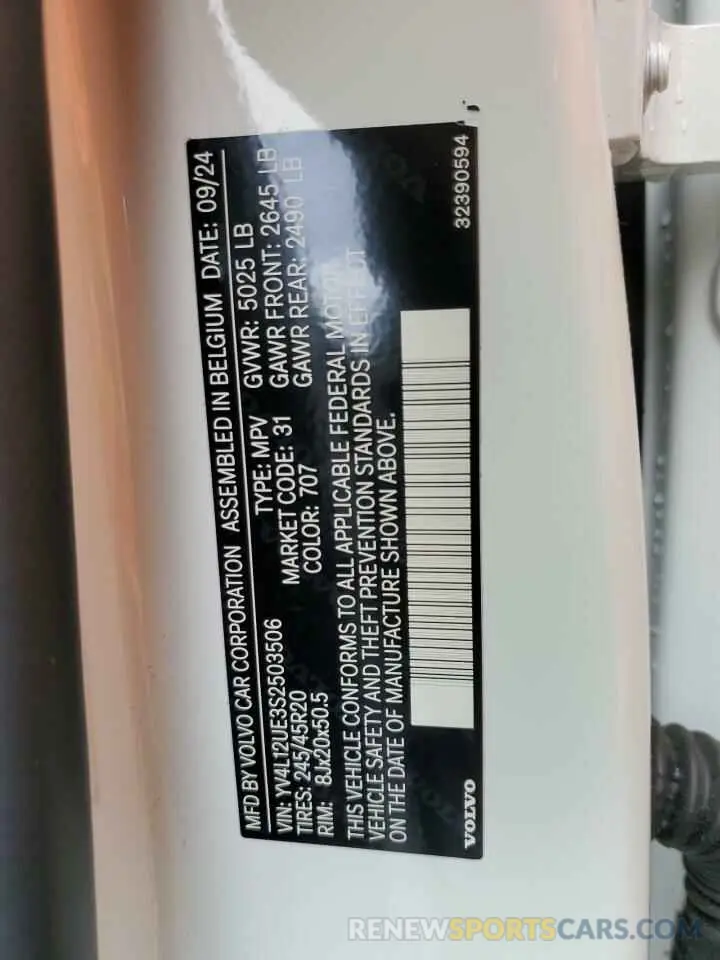 MFD BY VOLVO CAR CORPORATION ASSEMBLED IN BELGIUM DATE: 09/24
VIN: YV4L12UE3S2503506 TYPE: MPV GVWR: 5025 LB
TIRES: 245/45R20 MARKET CODE: 31 GAWR FRONT: 2645 LB
RIM: 8Jx20x50.5 COLOR: 707 GAWR REAR: 2490 LB
THIS VEHICLE CONFORMS TO ALL APPLICABLE FEDERAL MOTOR
VEHICLE SAFETY AND THEFT PREVENTION STANDARDS IN EFFECT
ON THE DATE OF MANUFACTURE SHOWN ABOVE.
VOLVO 32390594
RENEWSPORTSCARS.COM